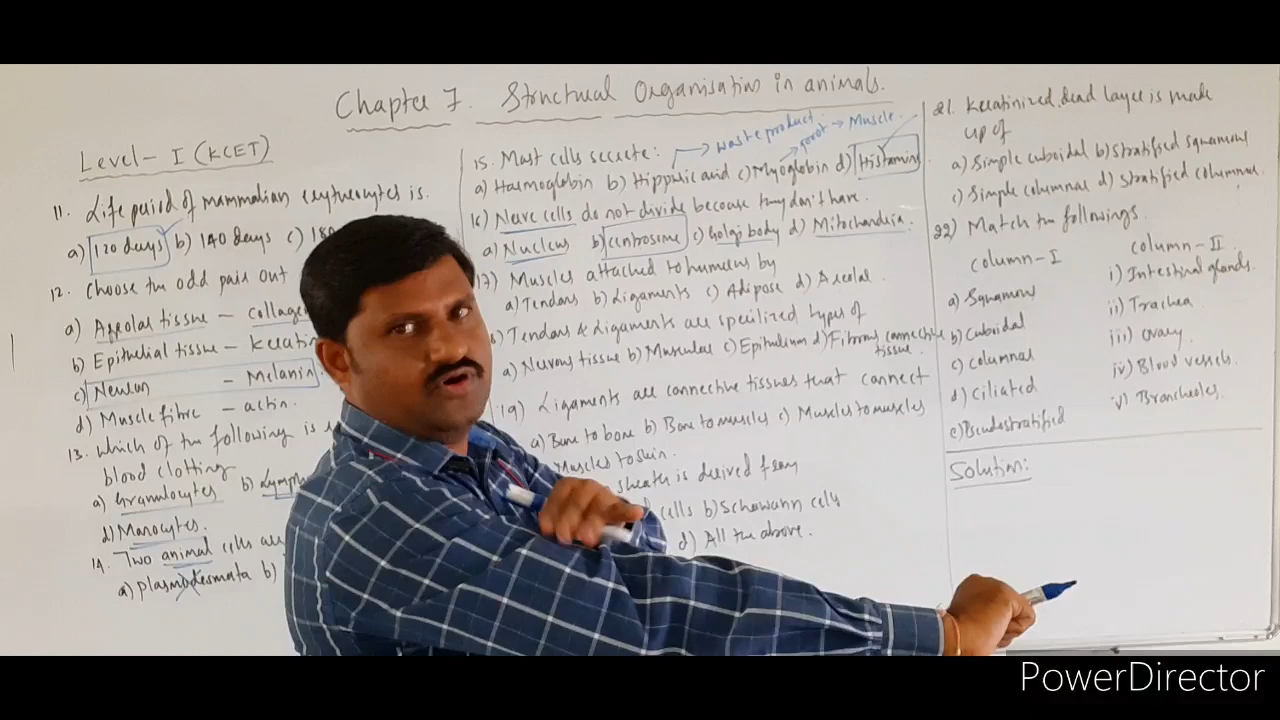 Chapter 7. Structural Organisation in animals.
Level-I (KCET)
11. Life period of mammalian erytrocytes is.
a) 120 days b) 140 days c) 180
12. Choose the odd pair out
a) Areolar tissue - collagen
b) Epithelial tissue - Keratin
c) Neuron - Melanin
d) Muscle fibre - actin.
13. Which of the following is
blood clotting
a) Granulocytes b) Lymph
d) Monocytes.
14. Two animal cells are
a) plasmodesmata b)
15. Mast cells secrete:
waste product
Muscle.
a) Haemoglobin b) Hippuric acid c) Myoglobin d) Histamine
16) Nerve cells do not divide because they don't have.
a) Nucleus b) Centrosome c) Golgi body d) Mitochondria.
17) Muscles attached to humerus by
a) Tendons b) Ligaments c) Adipose d) Areolar
Tendons & Ligaments are specilized types of
a) Nervous tissue b) Muscular c) Epithelium d) Fibrous connective
tissue.
19) Ligaments are connective tissues that connect
a) Bone to bone b) Bone to muscles c) Muscles to muscles
Muscles to skin.
sheath is derived from
cells b) Schowann cells
d) All the above.
21. Keratinized dead layer is made
up of
a) Simple cuboidal b) Stratified squamous
c) Simple columnar d) Stratified columnar.
22) Match the followings.
column-I column-II
a) Squamous i) Intestinal glands.
b) cuboidal ii) Trachea.
c) columnar iii) ovary
d) Ciliated iv) Blood vessels.
e) Pseudostratified v) Brancheoles.
Solution:
PowerDirector